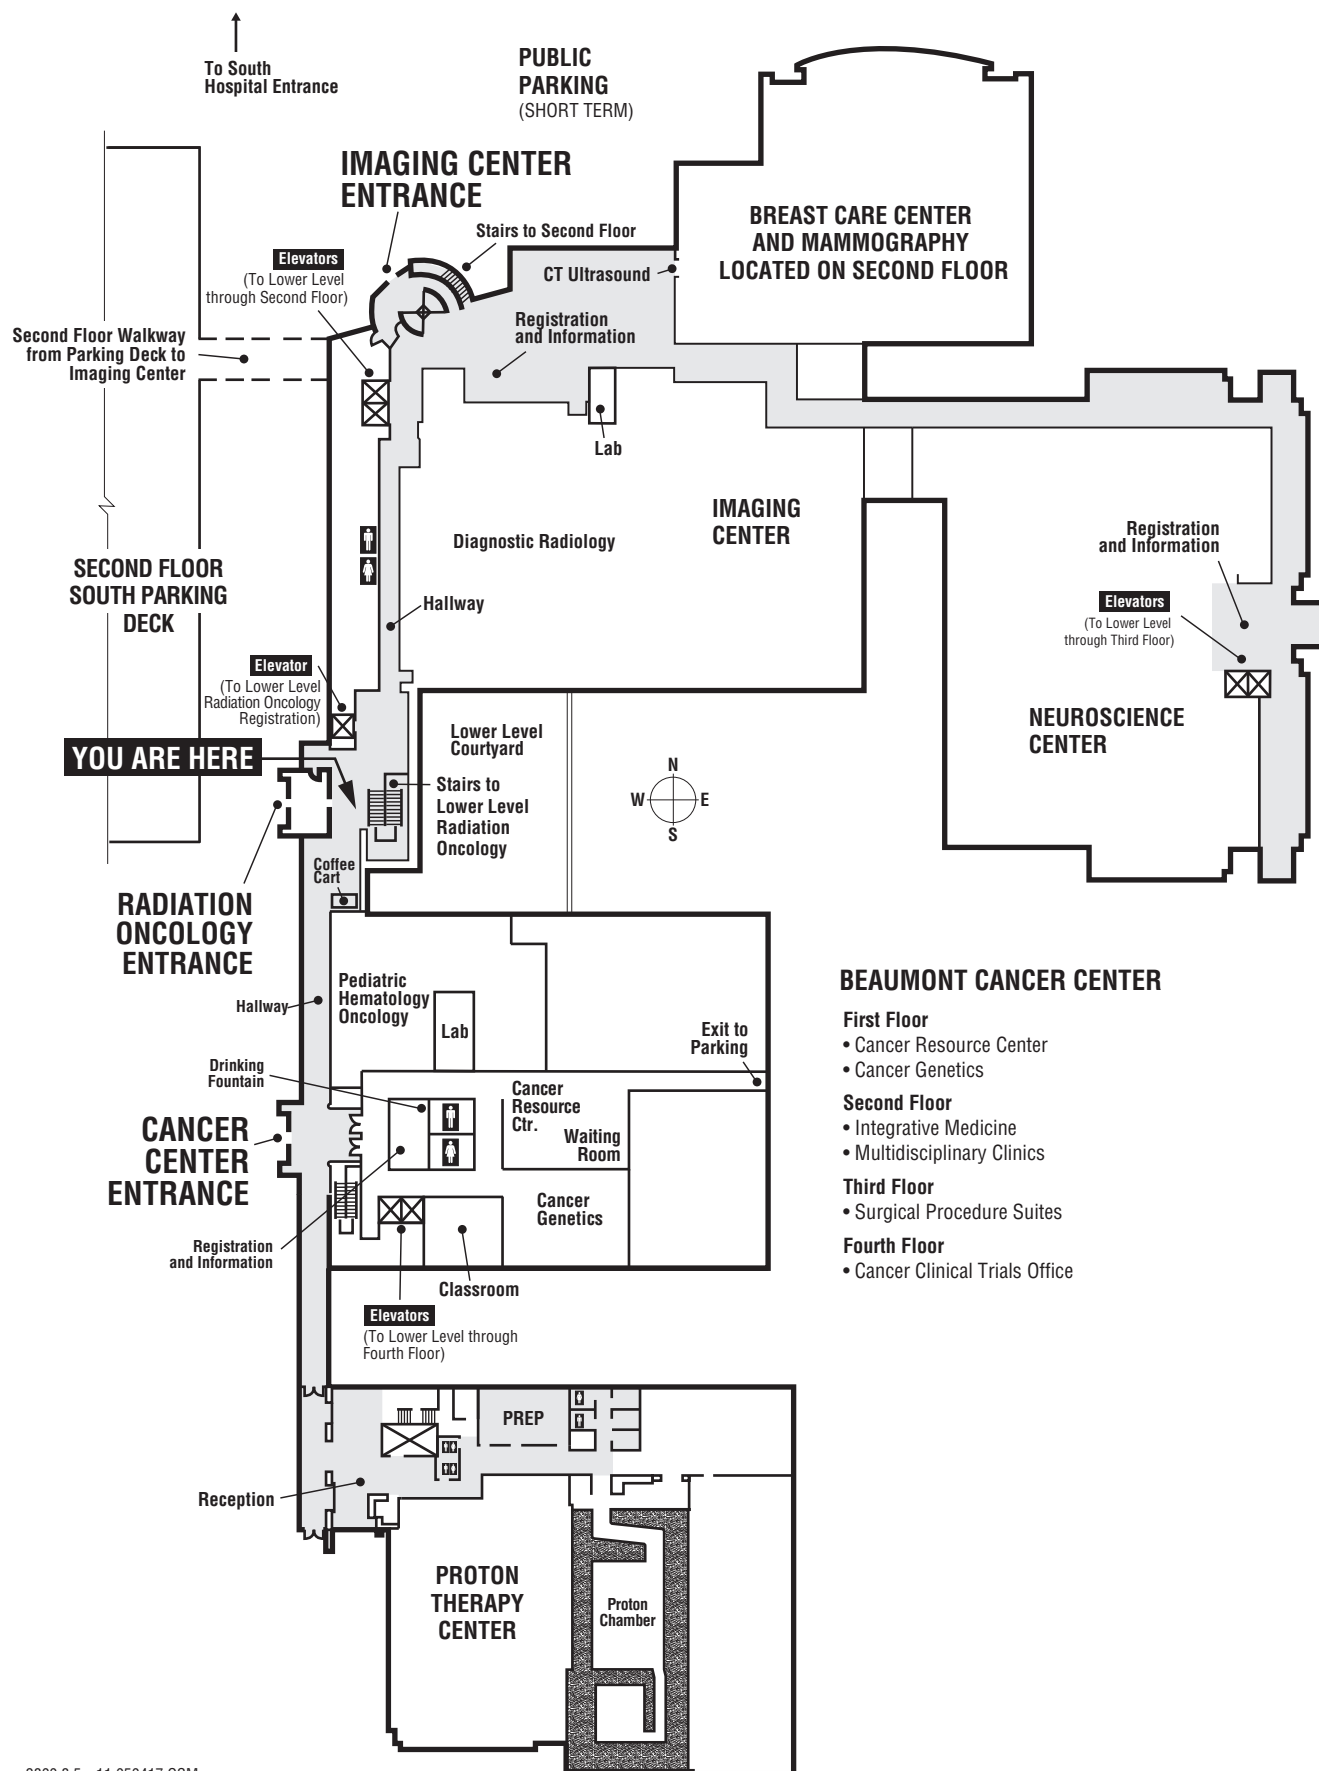 To South
Hospital Entrance
PUBLIC
PARKING
(SHORT TERM)
IMAGING CENTER
ENTRANCE
Stairs to Second Floor
Elevators
(To Lower Level
through Second Floor)
CT Ultrasound
BREAST CARE CENTER
AND MAMMOGRAPHY
LOCATED ON SECOND FLOOR
Registration
and Information
Second Floor Walkway
from Parking Deck to
Imaging Center
Lab
IMAGING
CENTER
Diagnostic Radiology
Registration
and Information
SECOND FLOOR
SOUTH PARKING
DECK
Hallway
Elevators
(To Lower Level
through Third Floor)
Elevator
(To Lower Level
Radiation Oncology
Registration)
NEUROSCIENCE
CENTER
Lower Level
Courtyard
YOU ARE HERE
Stairs to
Lower Level
Radiation
Oncology
N
W
E
S
Coffee
Cart
RADIATION
ONCOLOGY
ENTRANCE
Pediatric
Hematology
Oncology
Hallway
Lab
Exit to
Parking
Drinking
Fountain
Cancer
Resource
Ctr.
Waiting
Room
CANCER
CENTER
ENTRANCE
Cancer
Genetics
Registration
and Information
Classroom
Elevators
(To Lower Level through
Fourth Floor)
BEAUMONT CANCER CENTER
First Floor
• Cancer Resource Center
• Cancer Genetics
Second Floor
• Integrative Medicine
• Multidisciplinary Clinics
Third Floor
• Surgical Procedure Suites
Fourth Floor
• Cancer Clinical Trials Office
PREP
Reception
PROTON
THERAPY
CENTER
Proton
Chamber